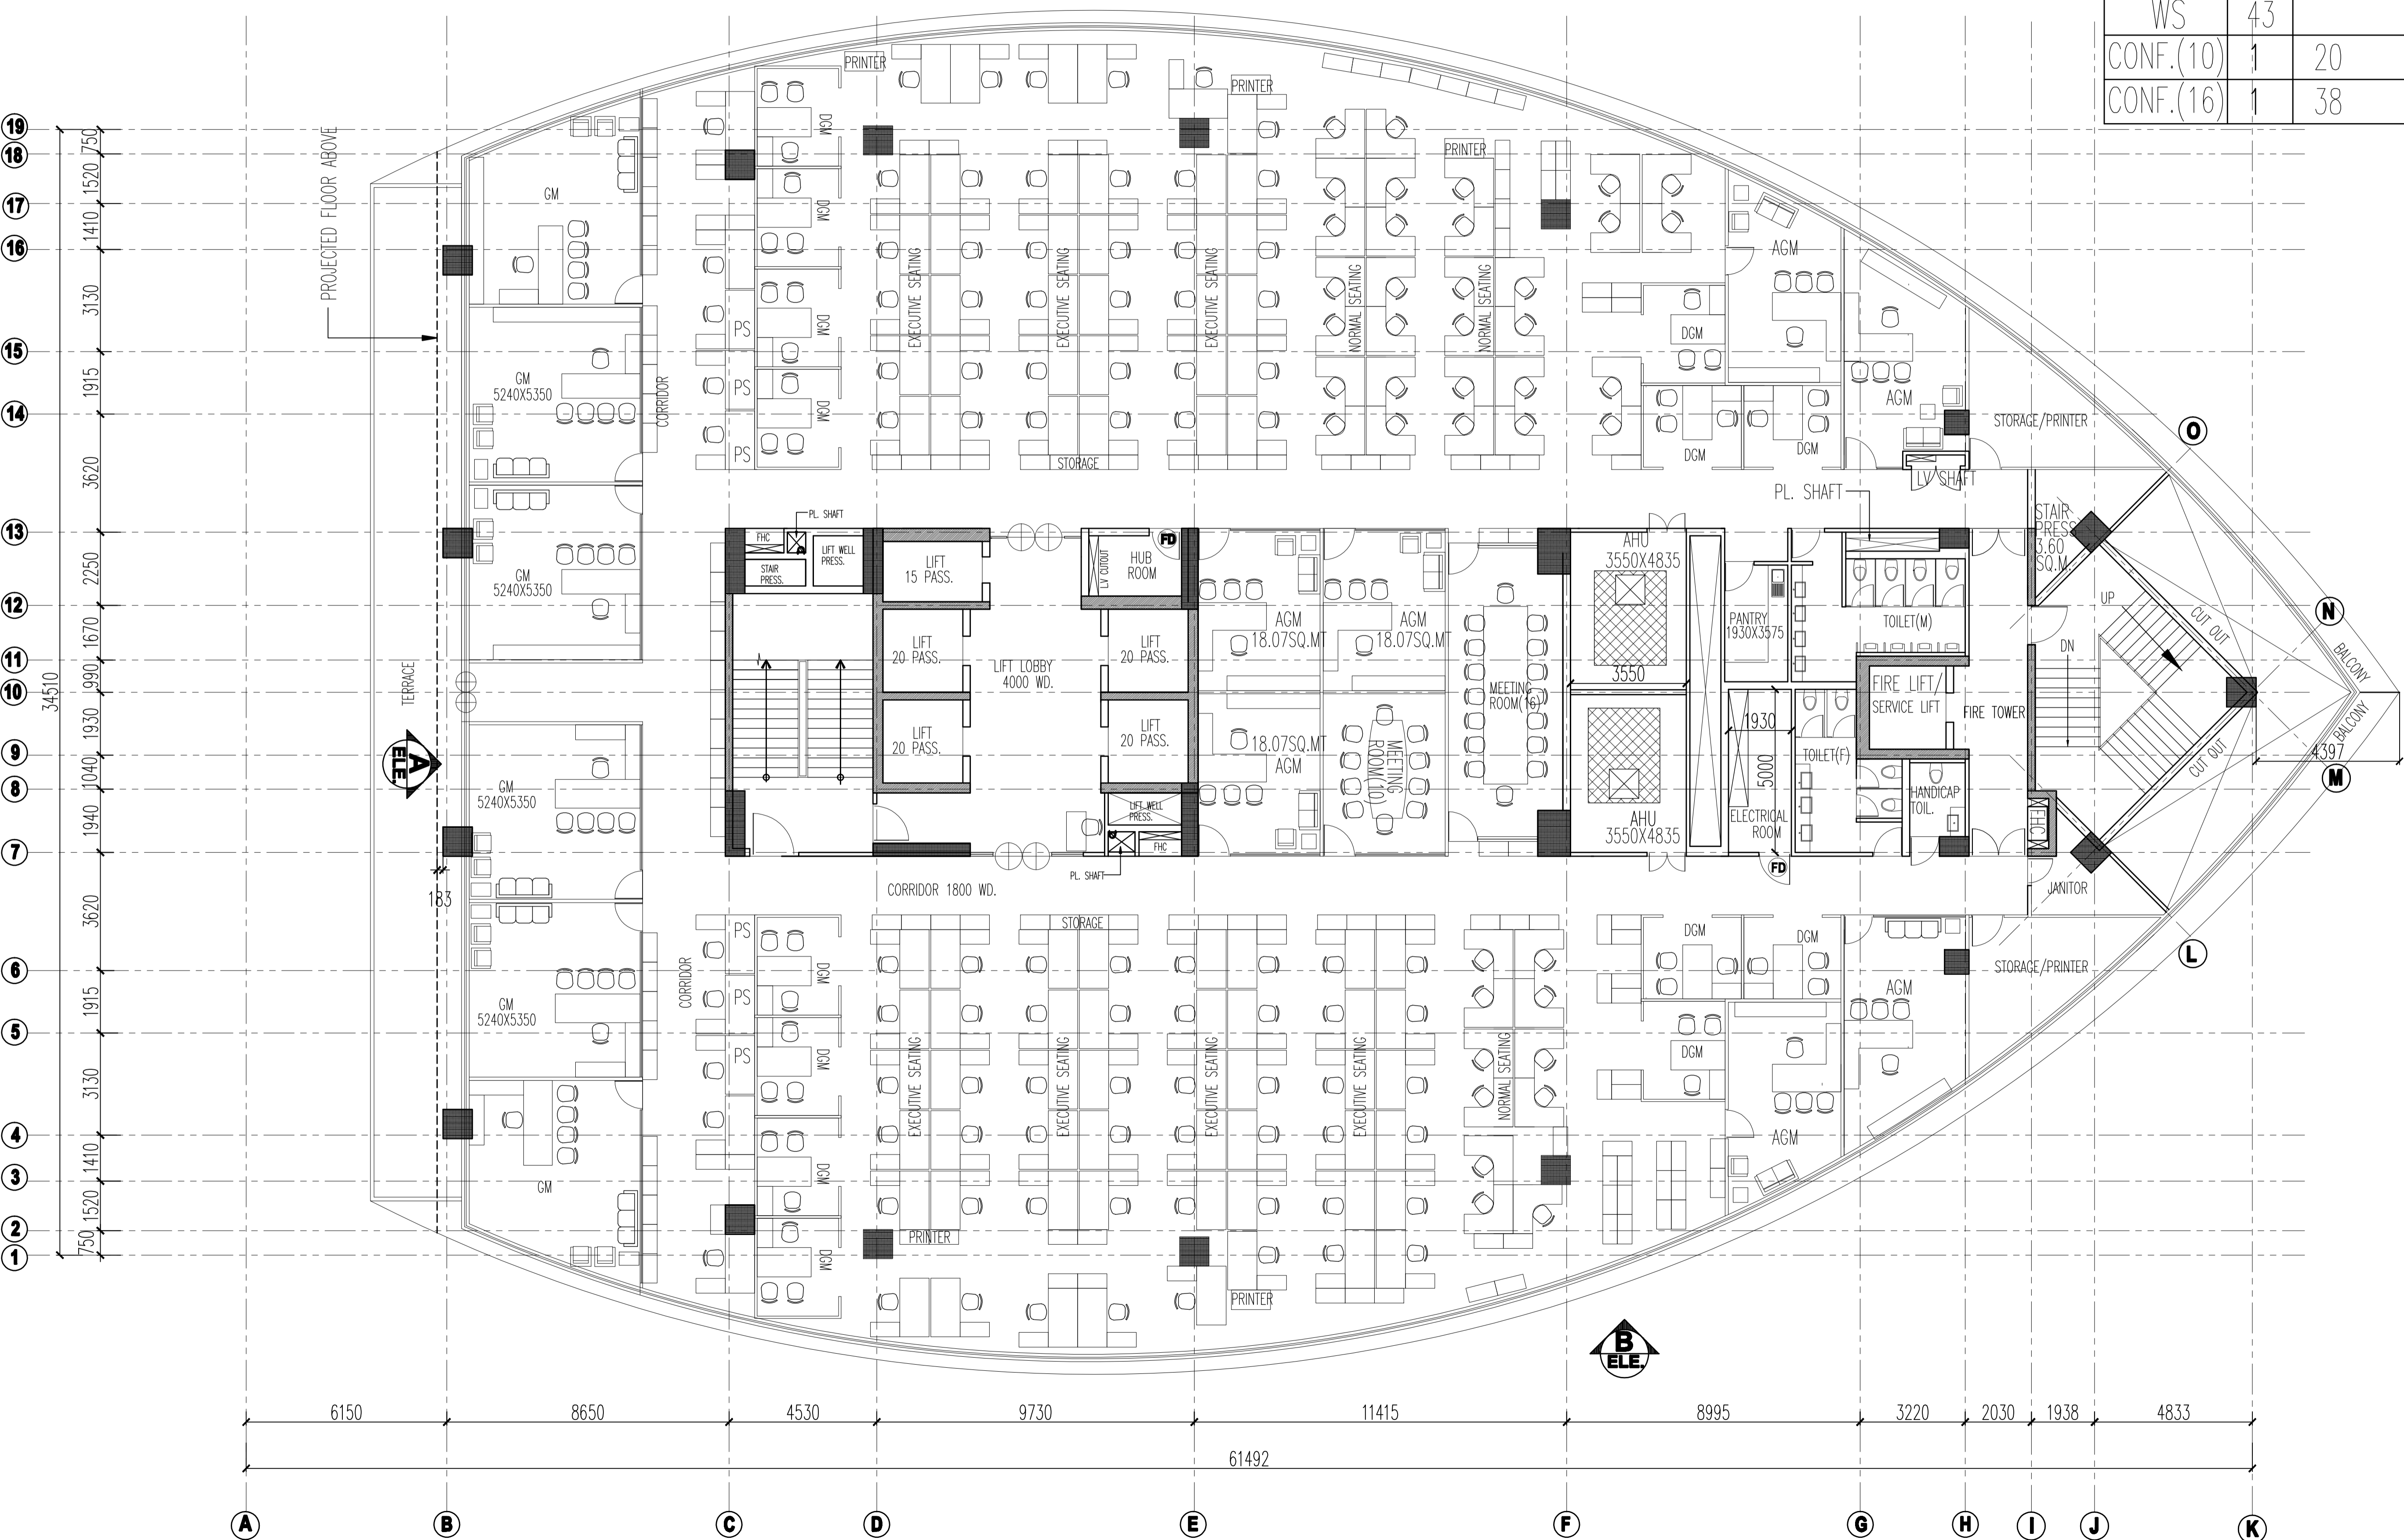 WS 43
CONF.(10) 1 20
CONF.(16) 1 38
PROJECTED FLOOR ABOVE
PRINTER
PRINTER
PRINTER
19
18
17
16
15
14
13
12
11
10
9
8
7
6
5
4
3
2
1
750
1520
1410
3130
1915
3620
2250
1670
990
1930
1040
1940
3620
1915
3130
1410
1520
750
34510
GM
GM
5240X5350
GM
5240X5350
GM
5240X5350
GM
5240X5350
GM
TERRACE
A
ELE.
183
CORRIDOR
CORRIDOR
DGM
DGM
DGM
DGM
PS
PS
PS
EXECUTIVE SEATING
EXECUTIVE SEATING
EXECUTIVE SEATING
NORMAL SEATING
NORMAL SEATING
STORAGE
AGM
AGM
DGM
DGM
DGM
STORAGE/PRINTER
LV SHAFT
PL. SHAFT
O
N
M
L
PL. SHAFT
FHC
STAIR
PRESS.
LIFT WELL
PRESS.
LIFT
15 PASS.
LIFT
20 PASS.
LIFT
20 PASS.
LIFT
20 PASS.
LIFT
20 PASS.
LIFT LOBBY
4000 WD.
LV CUTOUT
HUB
ROOM
FD
LIFT WELL
PRESS.
FHC
PL. SHAFT
CORRIDOR 1800 WD.
AGM
18.07SQ.MT
AGM
18.07SQ.MT
18.07SQ.MT
AGM
MEETING
ROOM(10)
MEETING
ROOM(16)
AHU
3550X4835
3550
AHU
3550X4835
PANTRY
1930X3575
1930
5000
ELECTRICAL
ROOM
FD
TOILET(M)
TOILET(F)
FIRE LIFT/
SERVICE LIFT
FIRE TOWER
HANDICAP
TOIL.
FHC
JANITOR
STAIR
PRESS
3.60
SQ.M.
UP
DN
CUT OUT
CUT OUT
BALCONY
BALCONY
4397
PS
PS
PS
DGM
DGM
DGM
DGM
STORAGE
EXECUTIVE SEATING
EXECUTIVE SEATING
EXECUTIVE SEATING
EXECUTIVE SEATING
NORMAL SEATING
DGM
DGM
DGM
AGM
AGM
STORAGE/PRINTER
PRINTER
PRINTER
B
ELE.
6150
8650
4530
9730
11415
8995
3220
2030
1938
4833
61492
A
B
C
D
E
F
G
H
I
J
K